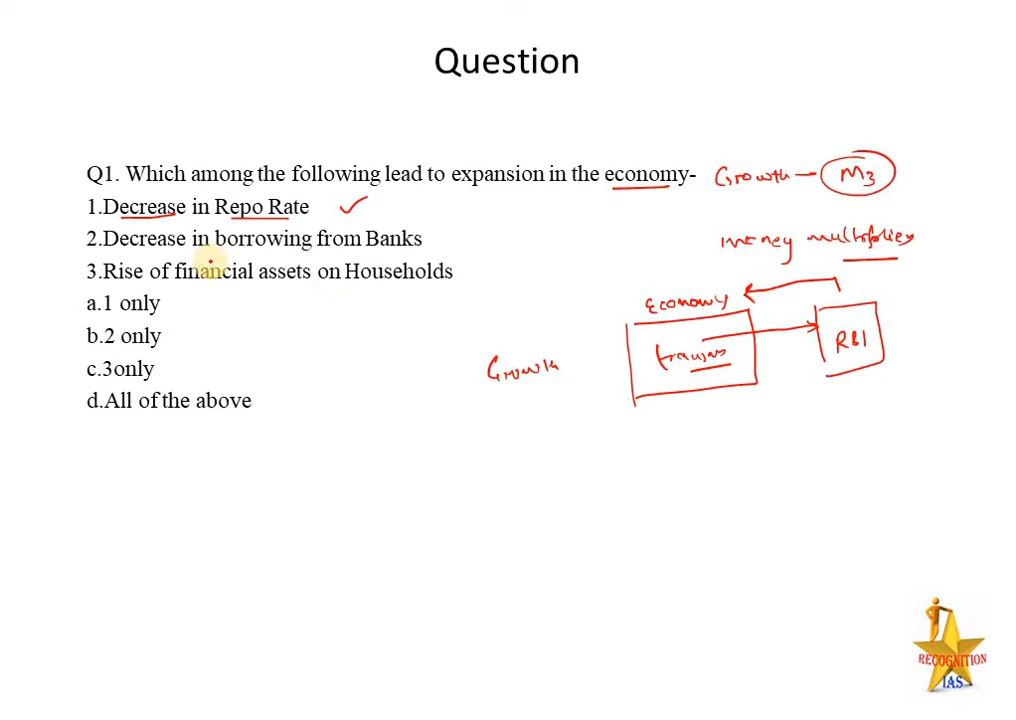 Question
Q1. Which among the following lead to expansion in the economy- Growth - M3
1.Decrease in Repo Rate
2.Decrease in borrowing from Banks
money multiplier
3.Rise of financial assets on Households
Economy
a.1 only
b.2 only
RBI
c.3only
Growth
d.All of the above
RECOGNITION
IAS